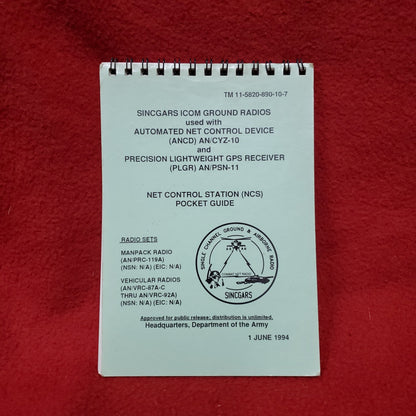 TM 11-5820-890-10-7
SINCGARS ICOM GROUND RADIOS
used with
AUTOMATED NET CONTROL DEVICE
(ANCD) AN/CYZ-10
and
PRECISION LIGHTWEIGHT GPS RECEIVER
(PLGR) AN/PSN-11
NET CONTROL STATION (NCS)
POCKET GUIDE
RADIO SETS
MANPACK RADIO
(AN/PRC-119A)
(NSN: N/A) (EIC: N/A)
VEHICULAR RADIOS
(AN/VRC-87A-C
THRU AN/VRC-92A)
(NSN: N/A) (EIC: N/A)
SINGLE CHANNEL GROUND & AIRBORNE RADIO
COMBAT NET RADIO
SINCGARS
Approved for public release; distribution is unlimited.
Headquarters, Department of the Army
1 JUNE 1994